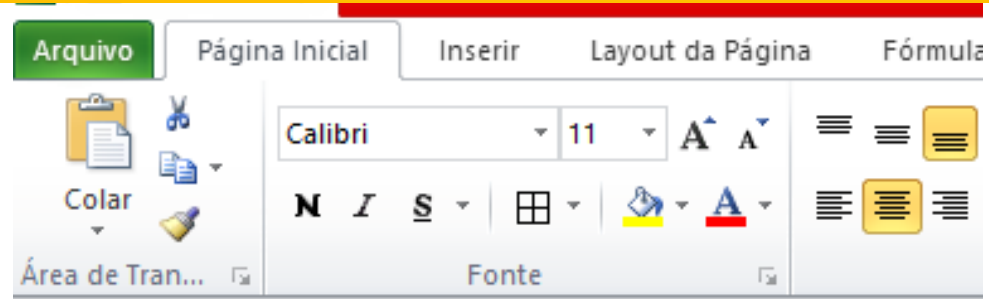 Arquivo Página Inicial Inserir Layout da Página Fórmula
Calibri 11 A A
Colar N I S A
Área de Tran... Fonte